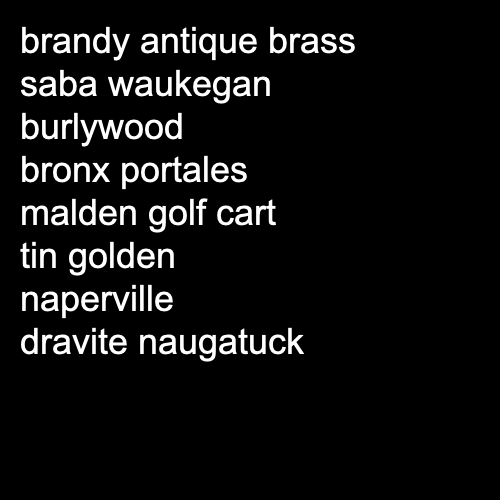 brandy antique brass
saba waukegan
burlywood
bronx portales
malden golf cart
tin golden
naperville
dravite naugatuck